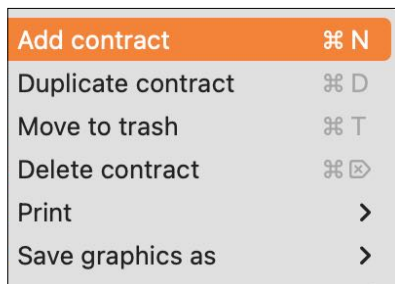 Add contract ⌘ N
Duplicate contract ⌘ D
Move to trash ⌘ T
Delete contract ⌘ ⌦
Print >
Save graphics as >